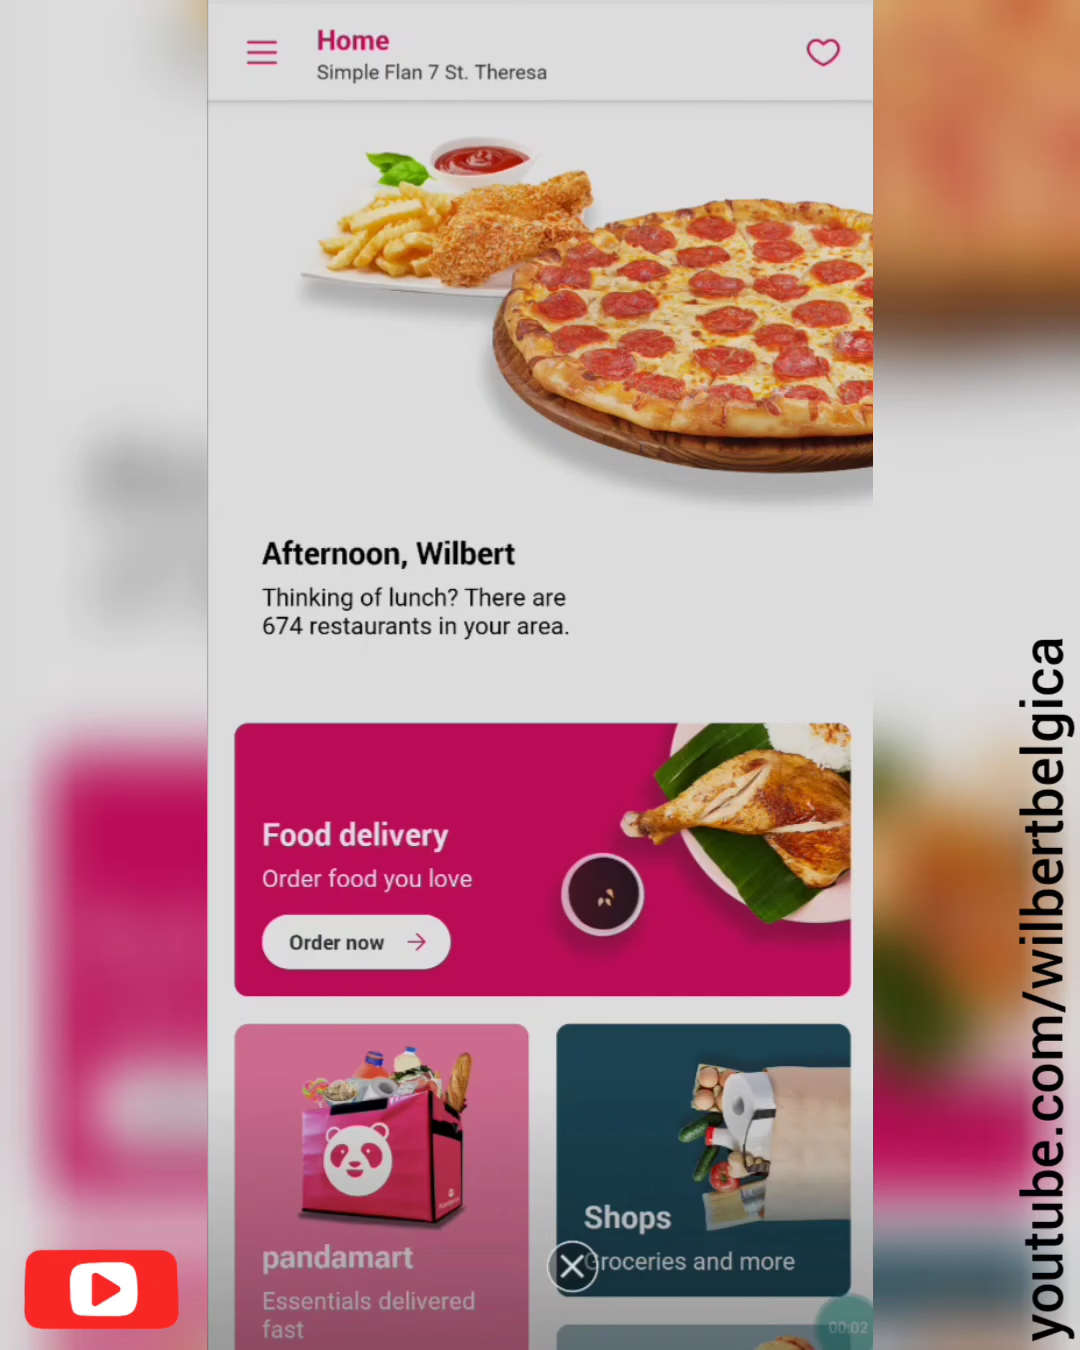 Home
Simple Flan 7 St. Theresa
Afternoon, Wilbert
Thinking of lunch? There are
674 restaurants in your area.
Food delivery
Order food you love
Order now
pandamart
Essentials delivered
fast
Shops
Groceries and more
00:02
youtube.com/wilbertbelgica